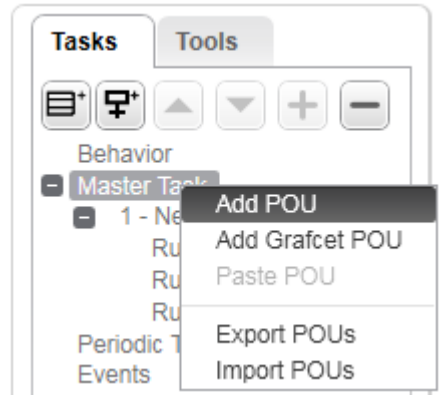 Tasks Tools
Behavior
Master Task
Add POU
1 - Ne
Add Grafcet POU
Ru
Paste POU
Ru
Ru
Export POUs
Periodic T
Import POUs
Events